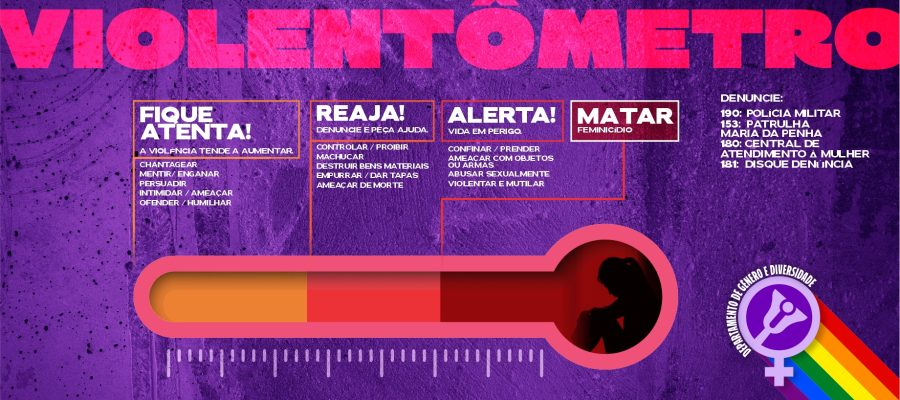 VIOLENTÔMETRO
FIQUE
ATENTA!
A VIOLÊNCIA TENDE A AUMENTAR.
CHANTAGEAR
MENTIR/ ENGANAR
PERSUADIR
INTIMIDAR / AMEAÇAR
OFENDER / HUMILHAR
REAJA!
DENUNCIE E PEÇA AJUDA.
CONTROLAR / PROIBIR
MACHUCAR
DESTRUIR BENS MATERIAIS
EMPURRAR / DAR TAPAS
AMEAÇAR DE MORTE
ALERTA!
VIDA EM PERIGO.
CONFINAR / PRENDER
AMEAÇAR COM OBJETOS
OU ARMAS
ABUSAR SEXUALMENTE
VIOLENTAR E MUTILAR
MATAR
FEMINICÍDIO
DENUNCIE:
190: POLÍCIA MILITAR
153: PATRULHA
MARIA DA PENHA
180: CENTRAL DE
ATENDIMENTO À MULHER
181: DISQUE DENÚNCIA
DEPARTAMENTO DE GÊNERO E DIVERSIDADE